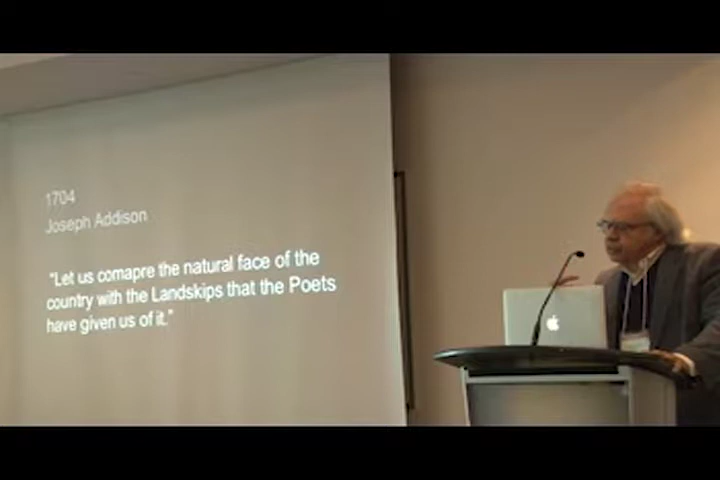 1704
Joseph Addison
“Let us comapre the natural face of the
country with the Landskips that the Poets
have given us of it.”